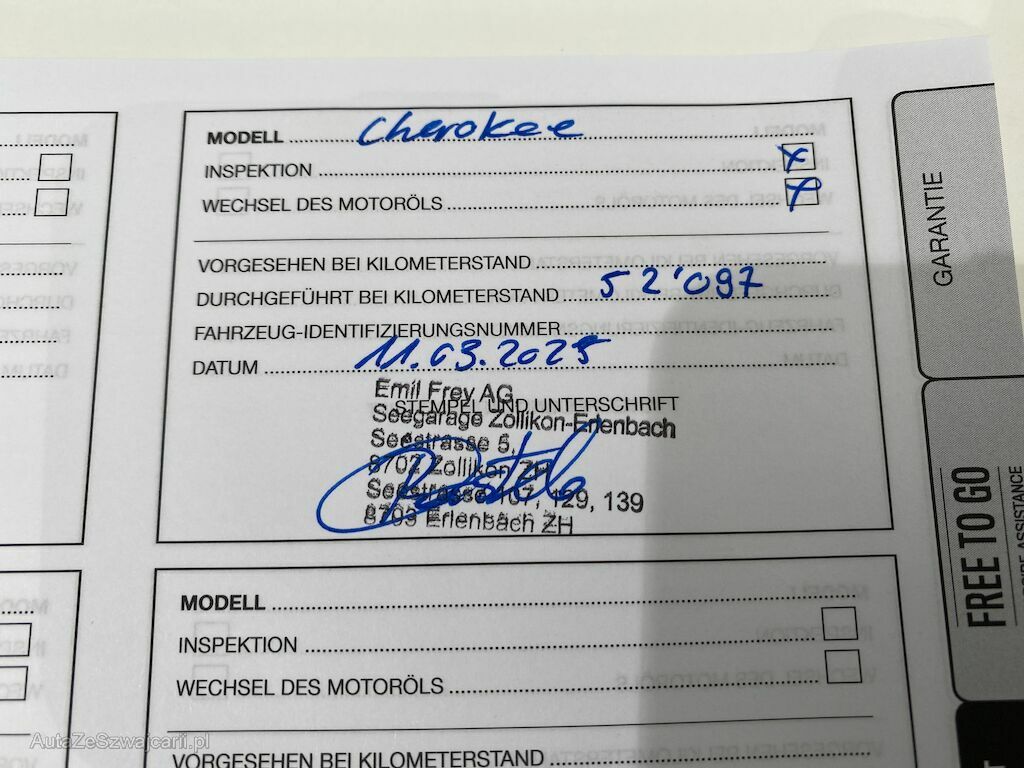 MODELL Cherokee
INSPEKTION x
WECHSEL DES MOTORÖLS x
VORGESEHEN BEI KILOMETERSTAND
DURCHGEFÜHRT BEI KILOMETERSTAND 52'097
FAHRZEUG-IDENTIFIZIERUNGSNUMMER
DATUM 11.03.2025
Emil Frey AG
STEMPEL UND UNTERSCHRIFT
Seegarage Zollikon-Erlenbach
Seestrasse 5,
8702 Zollikon ZH
Seestrasse 107, 129, 139
8703 Erlenbach ZH
MODELL
INSPEKTION
WECHSEL DES MOTORÖLS
VORGESEHEN BEI KILOMETERSTAND
GARANTIE
FREE TO GO
ASSISTANCE
AutaZeSzwajcarii.pl